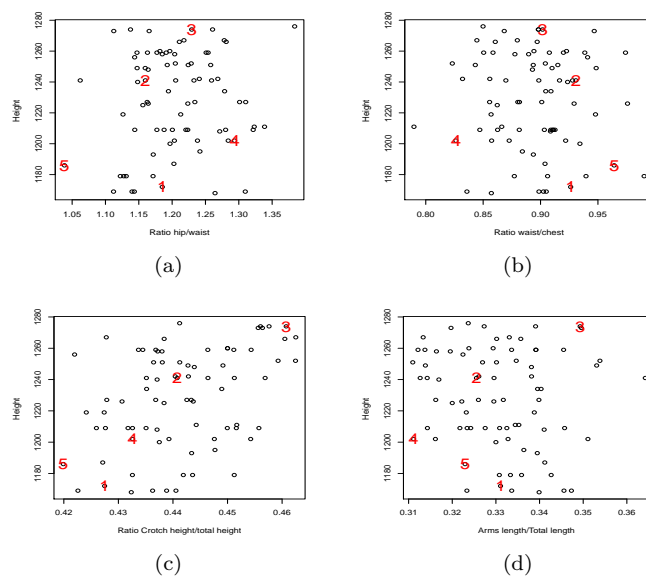 1280
1260
1240
1220
1200
1180
Height
3
2
4
5
1
1.05 1.10 1.15 1.20 1.25 1.30 1.35
Ratio hip/waist
(a)
1280
1260
1240
1220
1200
1180
Height
3
2
4
5
1
0.80 0.85 0.90 0.95
Ratio waist/chest
(b)
1280
1260
1240
1220
1200
1180
Height
3
2
4
5
1
0.42 0.43 0.44 0.45 0.46
Ratio Crotch height/total height
(c)
1280
1260
1240
1220
1200
1180
Height
3
2
4
5
1
0.31 0.32 0.33 0.34 0.35 0.36
Arms length/Total length
(d)